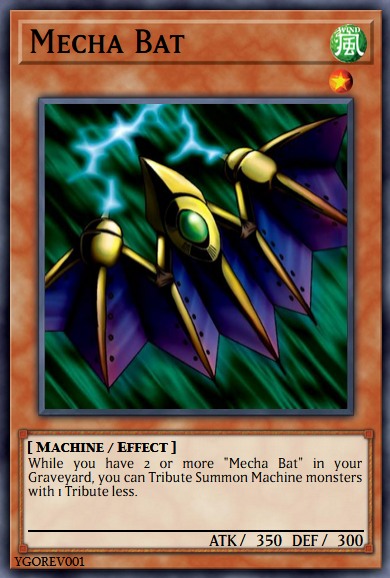 Mecha Bat
WIND
風
[ Machine / Effect ]
While you have 2 or more "Mecha Bat" in your
Graveyard, you can Tribute Summon Machine monsters
with 1 Tribute less.
ATK / 350 DEF / 300
YGOREV001